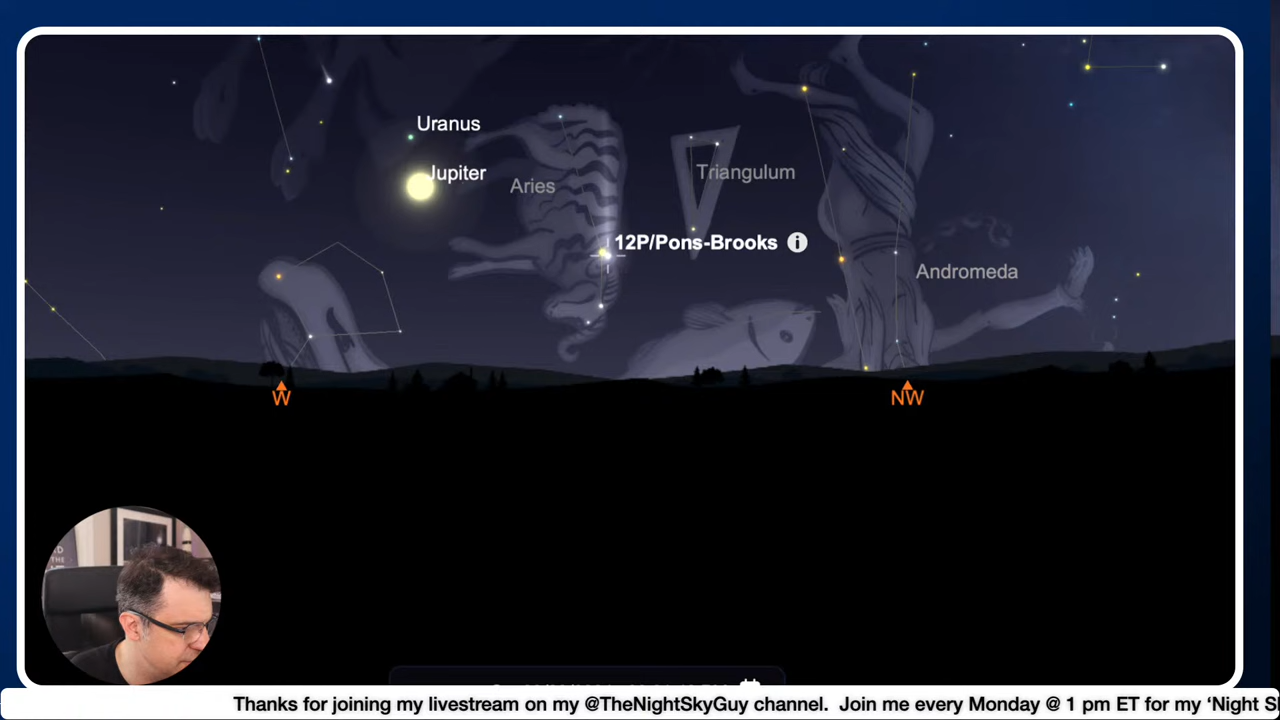 Uranus
Jupiter
Aries
Triangulum
12P/Pons-Brooks i
Andromeda
W
NW
Thanks for joining my livestream on my @TheNightSkyGuy channel. Join me every Monday @ 1 pm ET for my ‘Night S